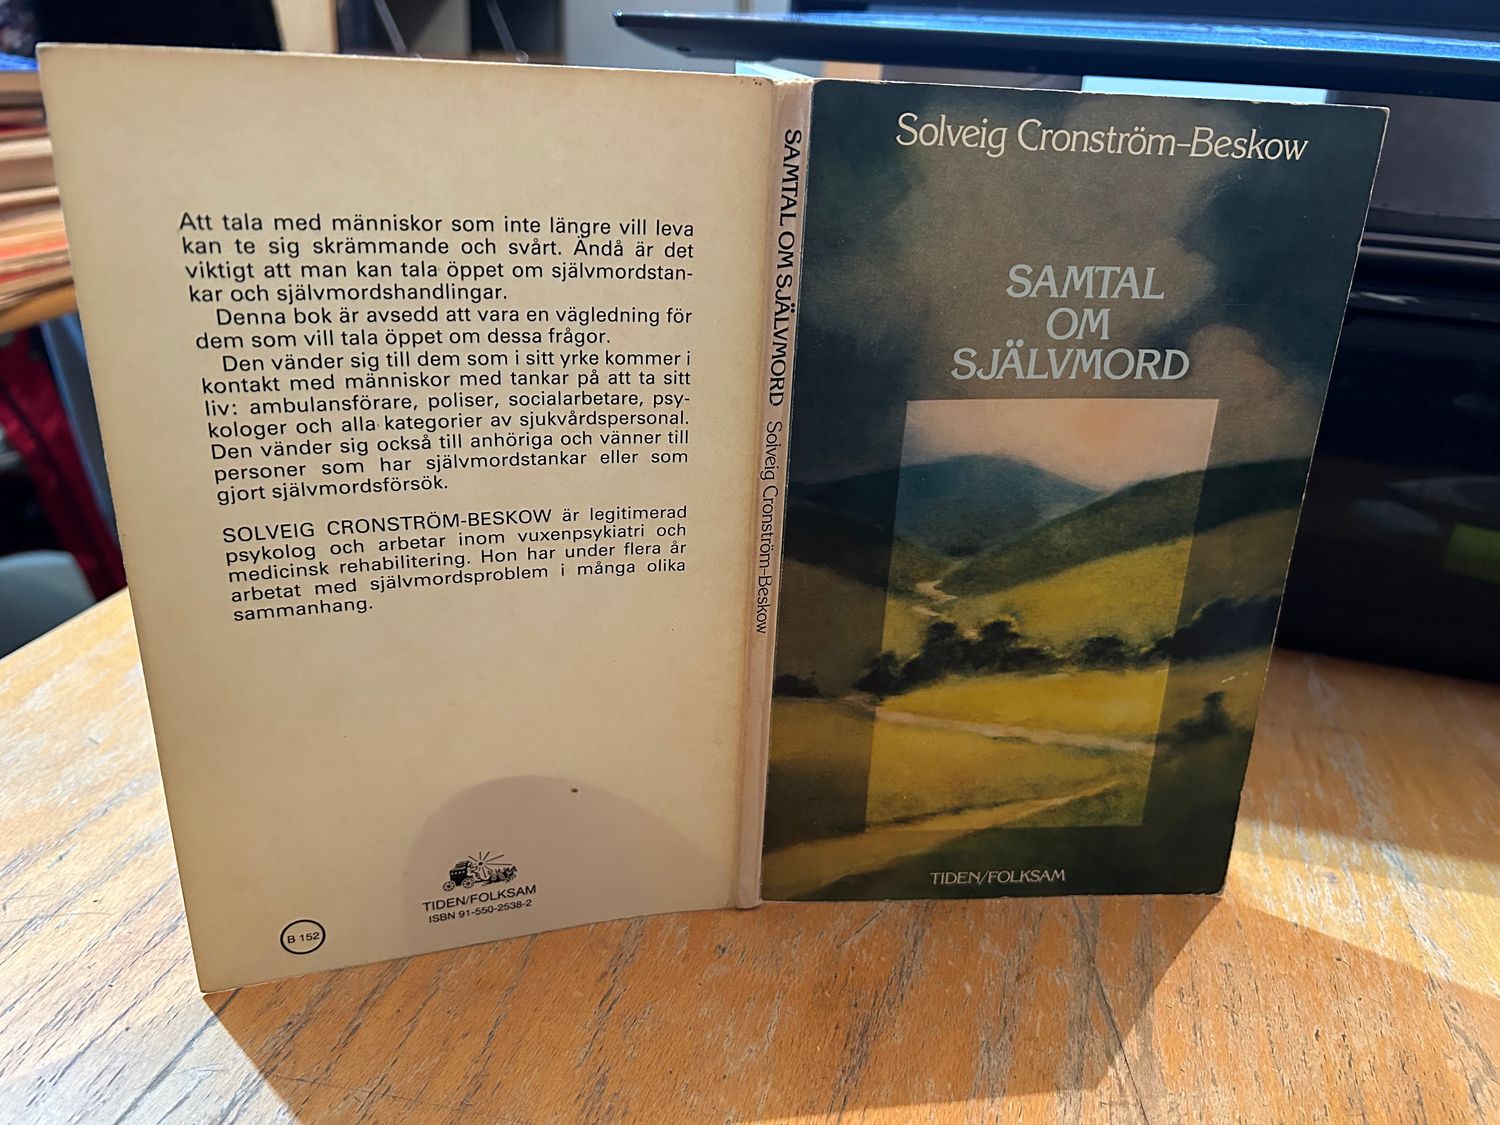 Att tala med människor som inte längre vill leva
kan te sig skrämmande och svårt. Ändå är det
viktigt att man kan tala öppet om självmordstan-
kar och självmordshandlingar.
Denna bok är avsedd att vara en vägledning för
dem som vill tala öppet om dessa frågor.
Den vänder sig till dem som i sitt yrke kommer i
kontakt med människor med tankar på att ta sitt
liv: ambulansförare, poliser, socialarbetare, psy-
kologer och alla kategorier av sjukvårdspersonal.
Den vänder sig också till anhöriga och vänner till
personer som har självmordstankar eller som
gjort självmordsförsök.
SOLVEIG CRONSTRÖM-BESKOW är legitimerad
psykolog och arbetar inom vuxenpsykiatri och
medicinsk rehabilitering. Hon har under flera år
arbetat med självmordsproblem i många olika
sammanhang.
TIDEN/FOLKSAM
ISBN 91-550-2538-2
B 152
SAMTAL OM SJÄLVMORD Solveig Cronström-Beskow
Solveig Cronström-Beskow
SAMTAL
OM
SJÄLVMORD
TIDEN/FOLKSAM